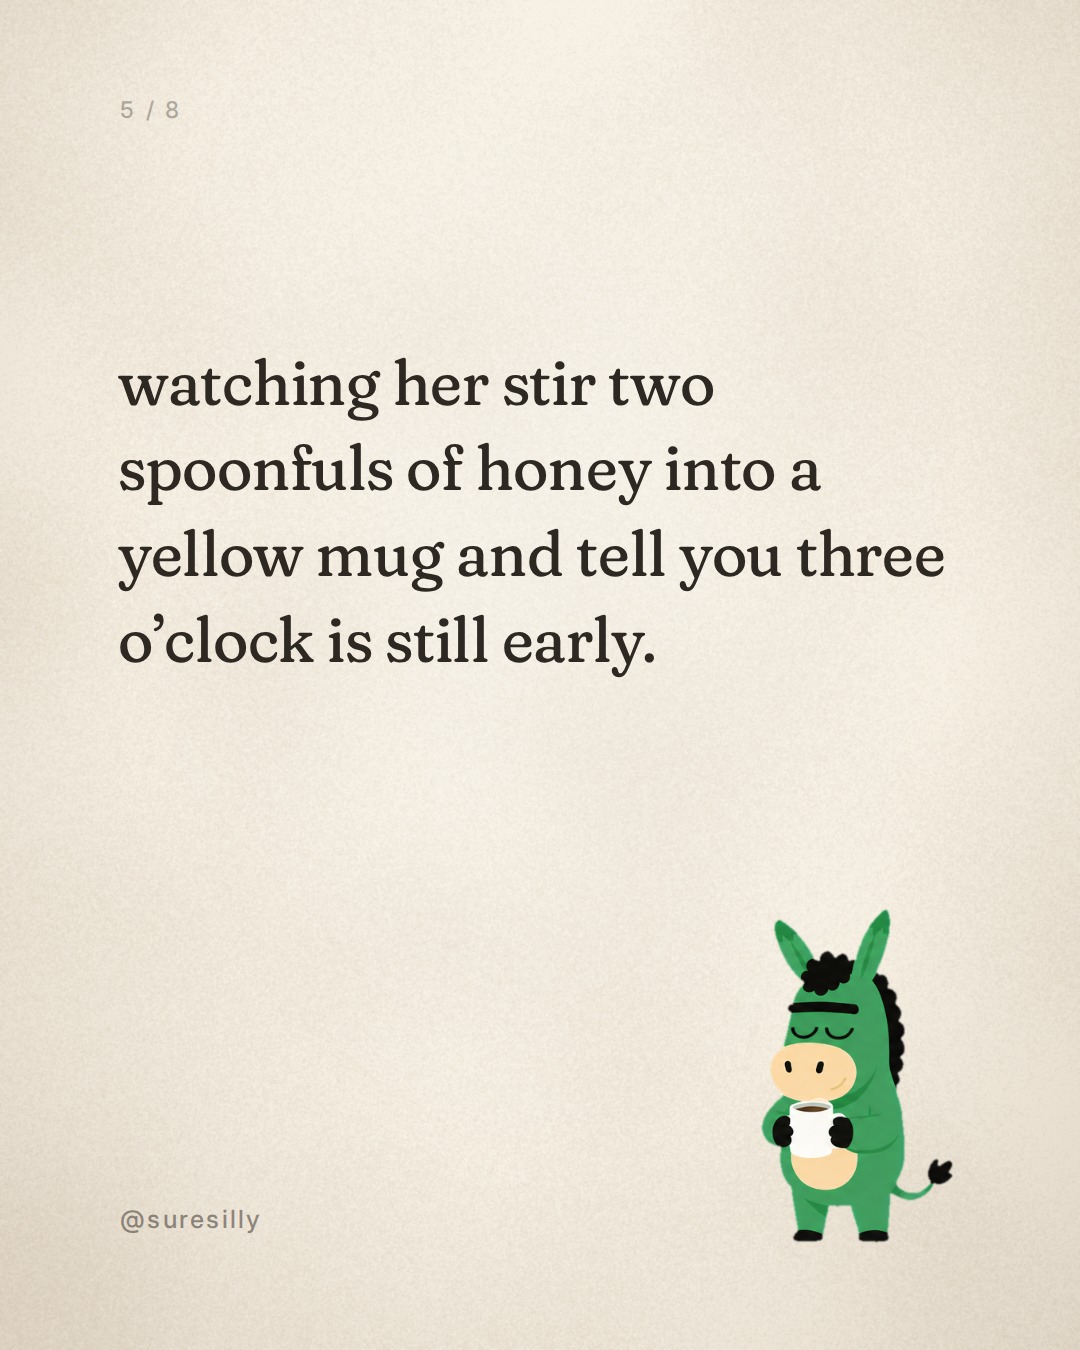 5 / 8
watching her stir two
spoonfuls of honey into a
yellow mug and tell you three
o’clock is still early.
@suresilly